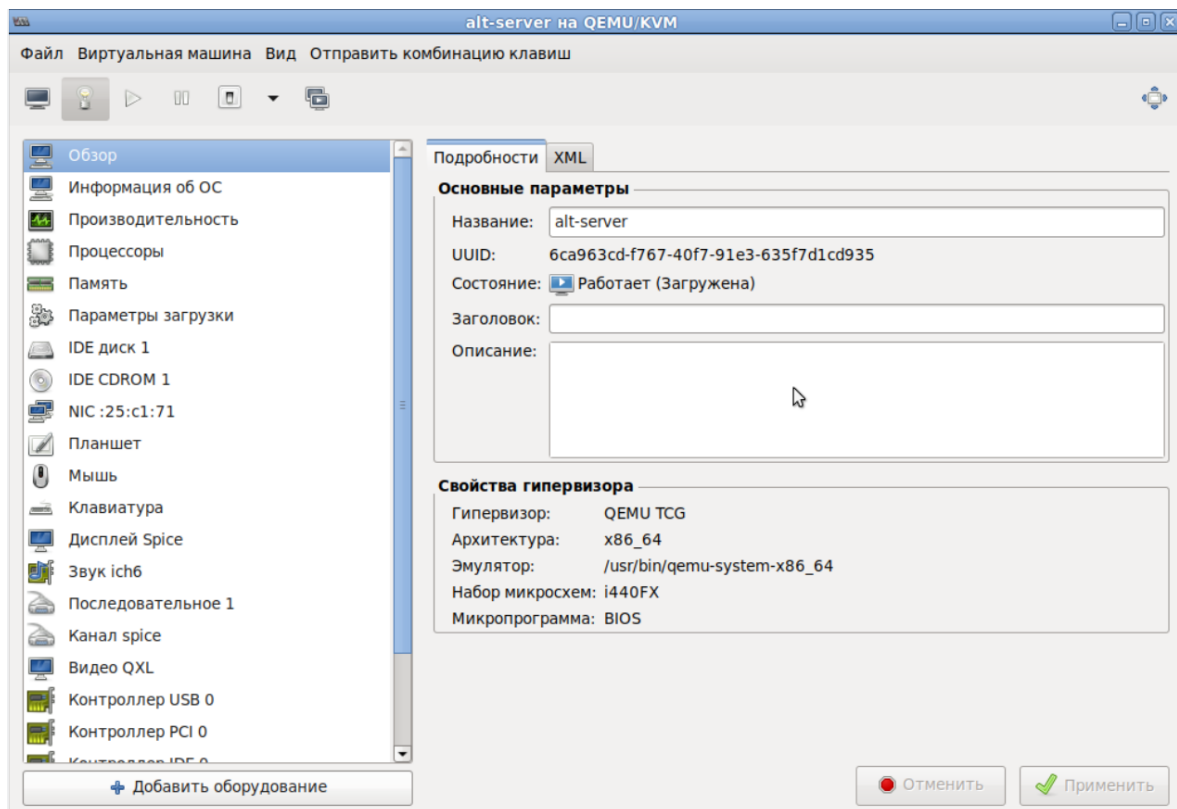 alt-server на QEMU/KVM
Файл Виртуальная машина Вид Отправить комбинацию клавиш
Обзор
Информация об ОС
Производительность
Процессоры
Память
Параметры загрузки
IDE диск 1
IDE CDROM 1
NIC :25:c1:71
Планшет
Мышь
Клавиатура
Дисплей Spice
Звук ich6
Последовательное 1
Канал spice
Видео QXL
Контроллер USB 0
Контроллер PCI 0
Контроллер IDE 0
Добавить оборудование
Подробности XML
Основные параметры
Название: alt-server
UUID: 6ca963cd-f767-40f7-91e3-635f7d1cd935
Состояние: Работает (Загружена)
Заголовок:
Описание:
Свойства гипервизора
Гипервизор: QEMU TCG
Архитектура: x86_64
Эмулятор: /usr/bin/qemu-system-x86_64
Набор микросхем: i440FX
Микропрограмма: BIOS
Отменить Применить